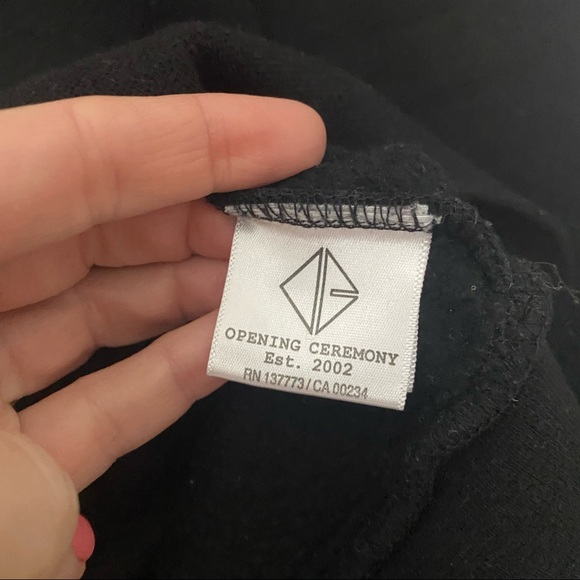 OPENING CEREMONY
Est. 2002
RN 137773/CA 00234